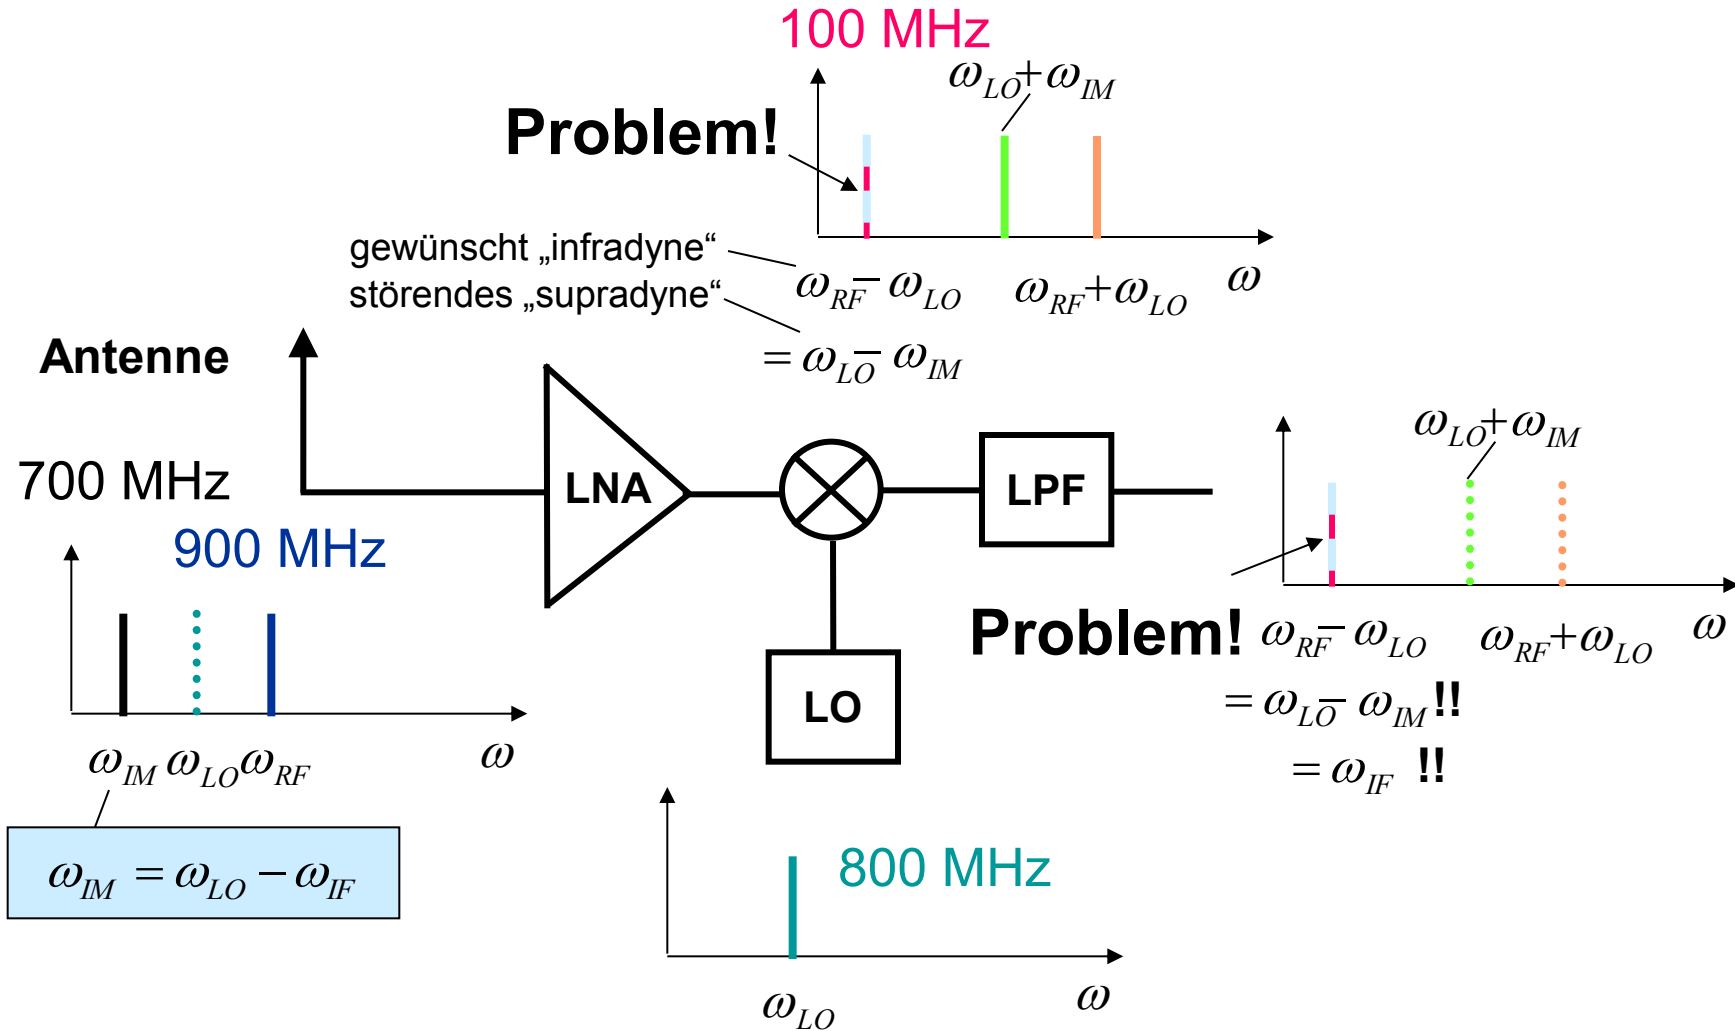 100 MHz
ω_LO + ω_IM
Problem!
gewünscht „infradyne“
störendes „supradyne“
ω_RF − ω_LO
ω_RF + ω_LO
ω
= ω_LO − ω_IM
Antenne
700 MHz
900 MHz
LNA
LPF
LO
ω_IM ω_LO ω_RF
ω
ω_IM = ω_LO − ω_IF
800 MHz
ω_LO
ω
ω_LO + ω_IM
Problem!
ω_RF − ω_LO
ω_RF + ω_LO
ω
= ω_LO − ω_IM !!
= ω_IF !!